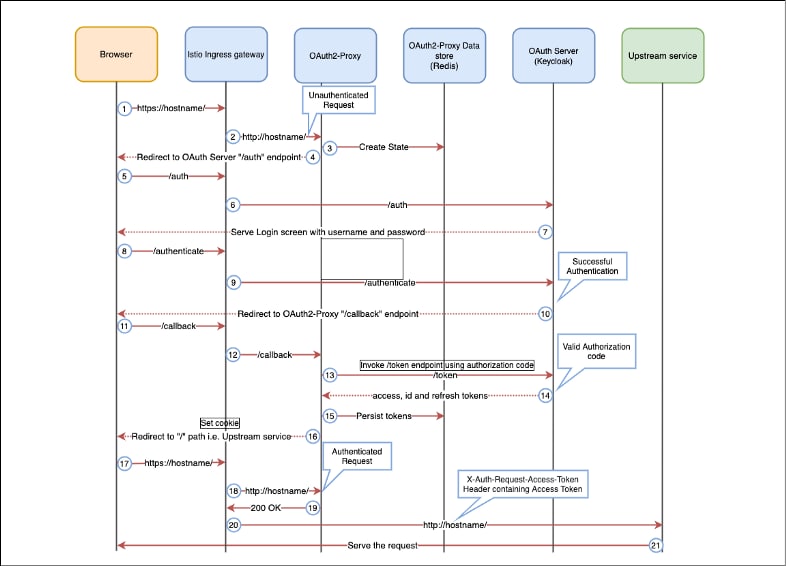 Browser
Istio Ingress gateway
OAuth2-Proxy
OAuth2-Proxy Data
store
(Redis)
OAuth Server
(Keycloak)
Upstream service
Unauthenticated
Request
1 https://hostname/
2 http://hostname/
3 Create State
Redirect to OAuth Server "/auth" endpoint 4
5 /auth
6 /auth
Serve Login screen with username and password 7
8 /authenticate
Successful
Authentication
9 /authenticate
Redirect to OAuth2-Proxy "/callback" endpoint 10
11 /callback
Valid Authorization
code
12 /callback
Invoke /token endpoint using authorization code
13 /token
access, id and refresh tokens 14
15 Persist tokens
Set cookie
Redirect to "/" path i.e. Upstream service 16
Authenticated
Request
17 https://hostname/
X-Auth-Request-Access-Token
Header containing Access Token
18 http://hostname/
200 OK 19
20 http://hostname/
Serve the request 21